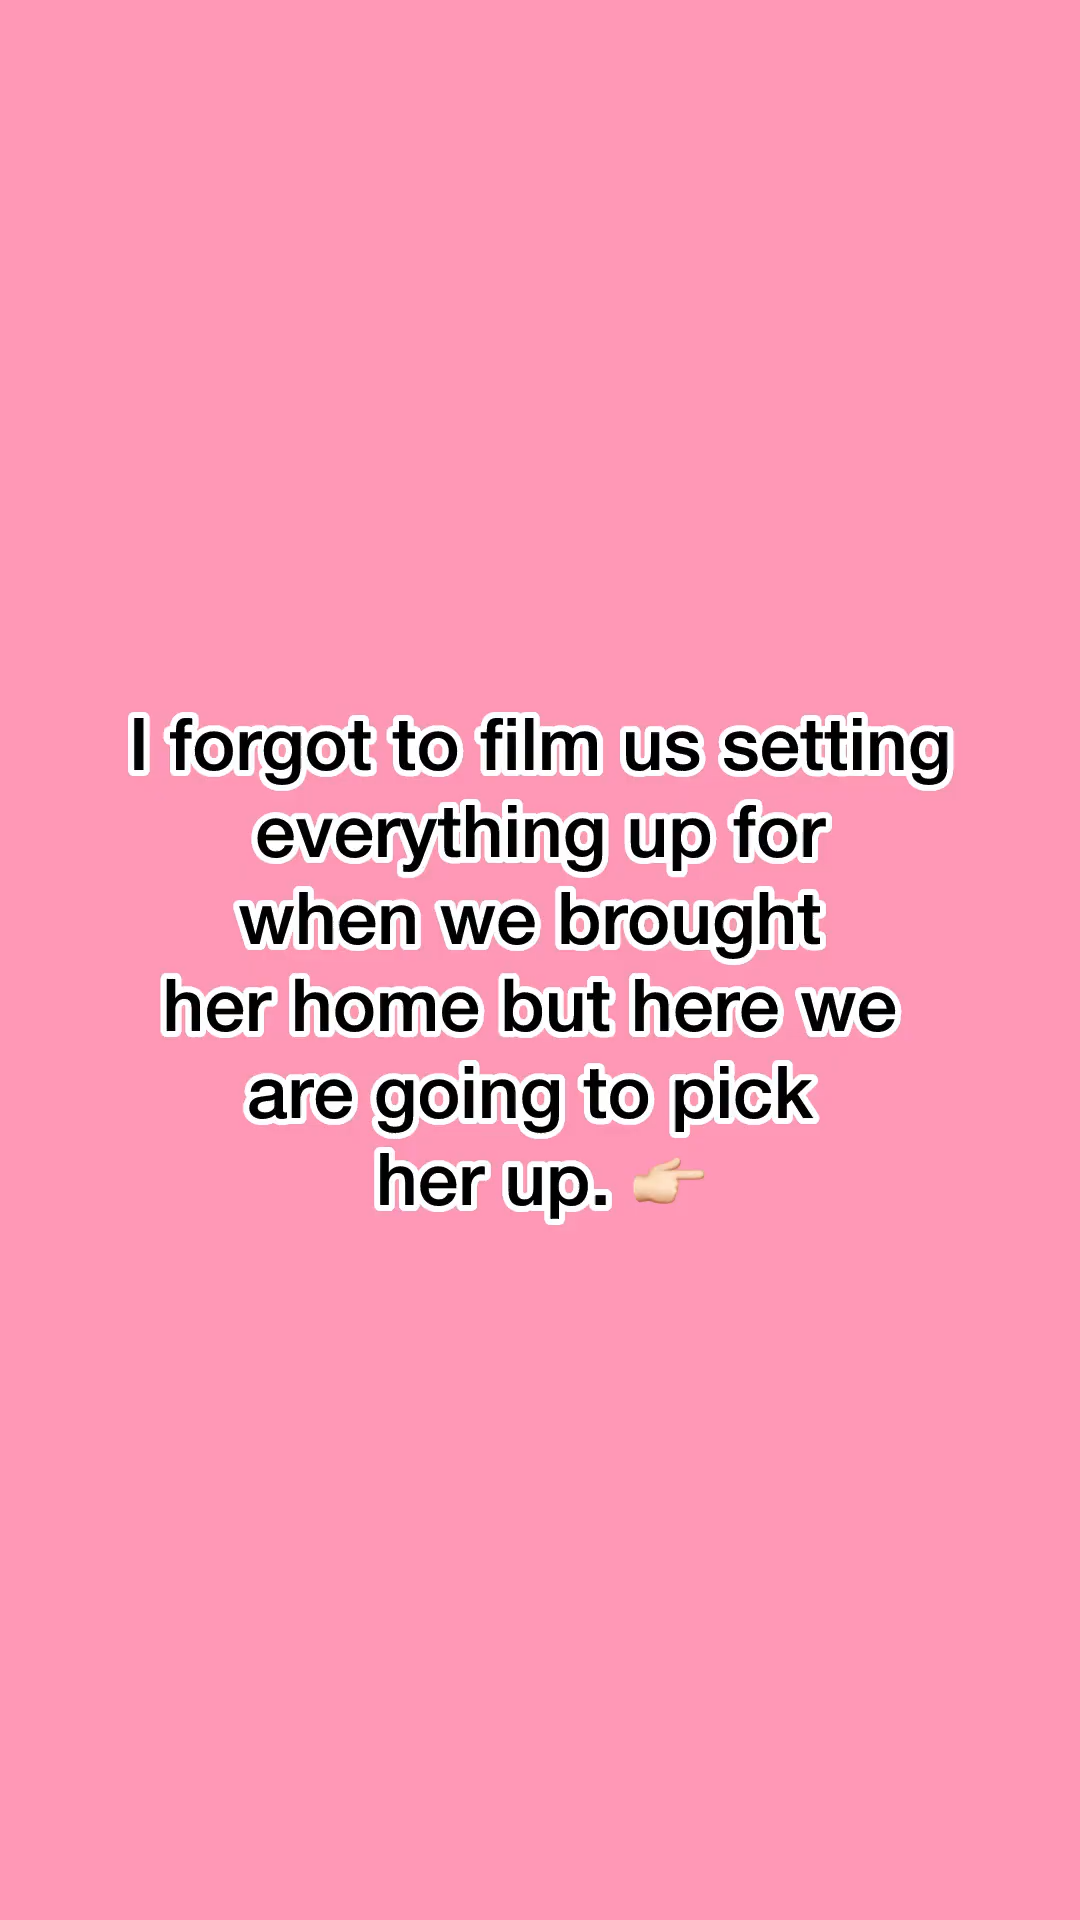 I forgot to film us setting
everything up for
when we brought
her home but here we
are going to pick
her up. 👉🏻